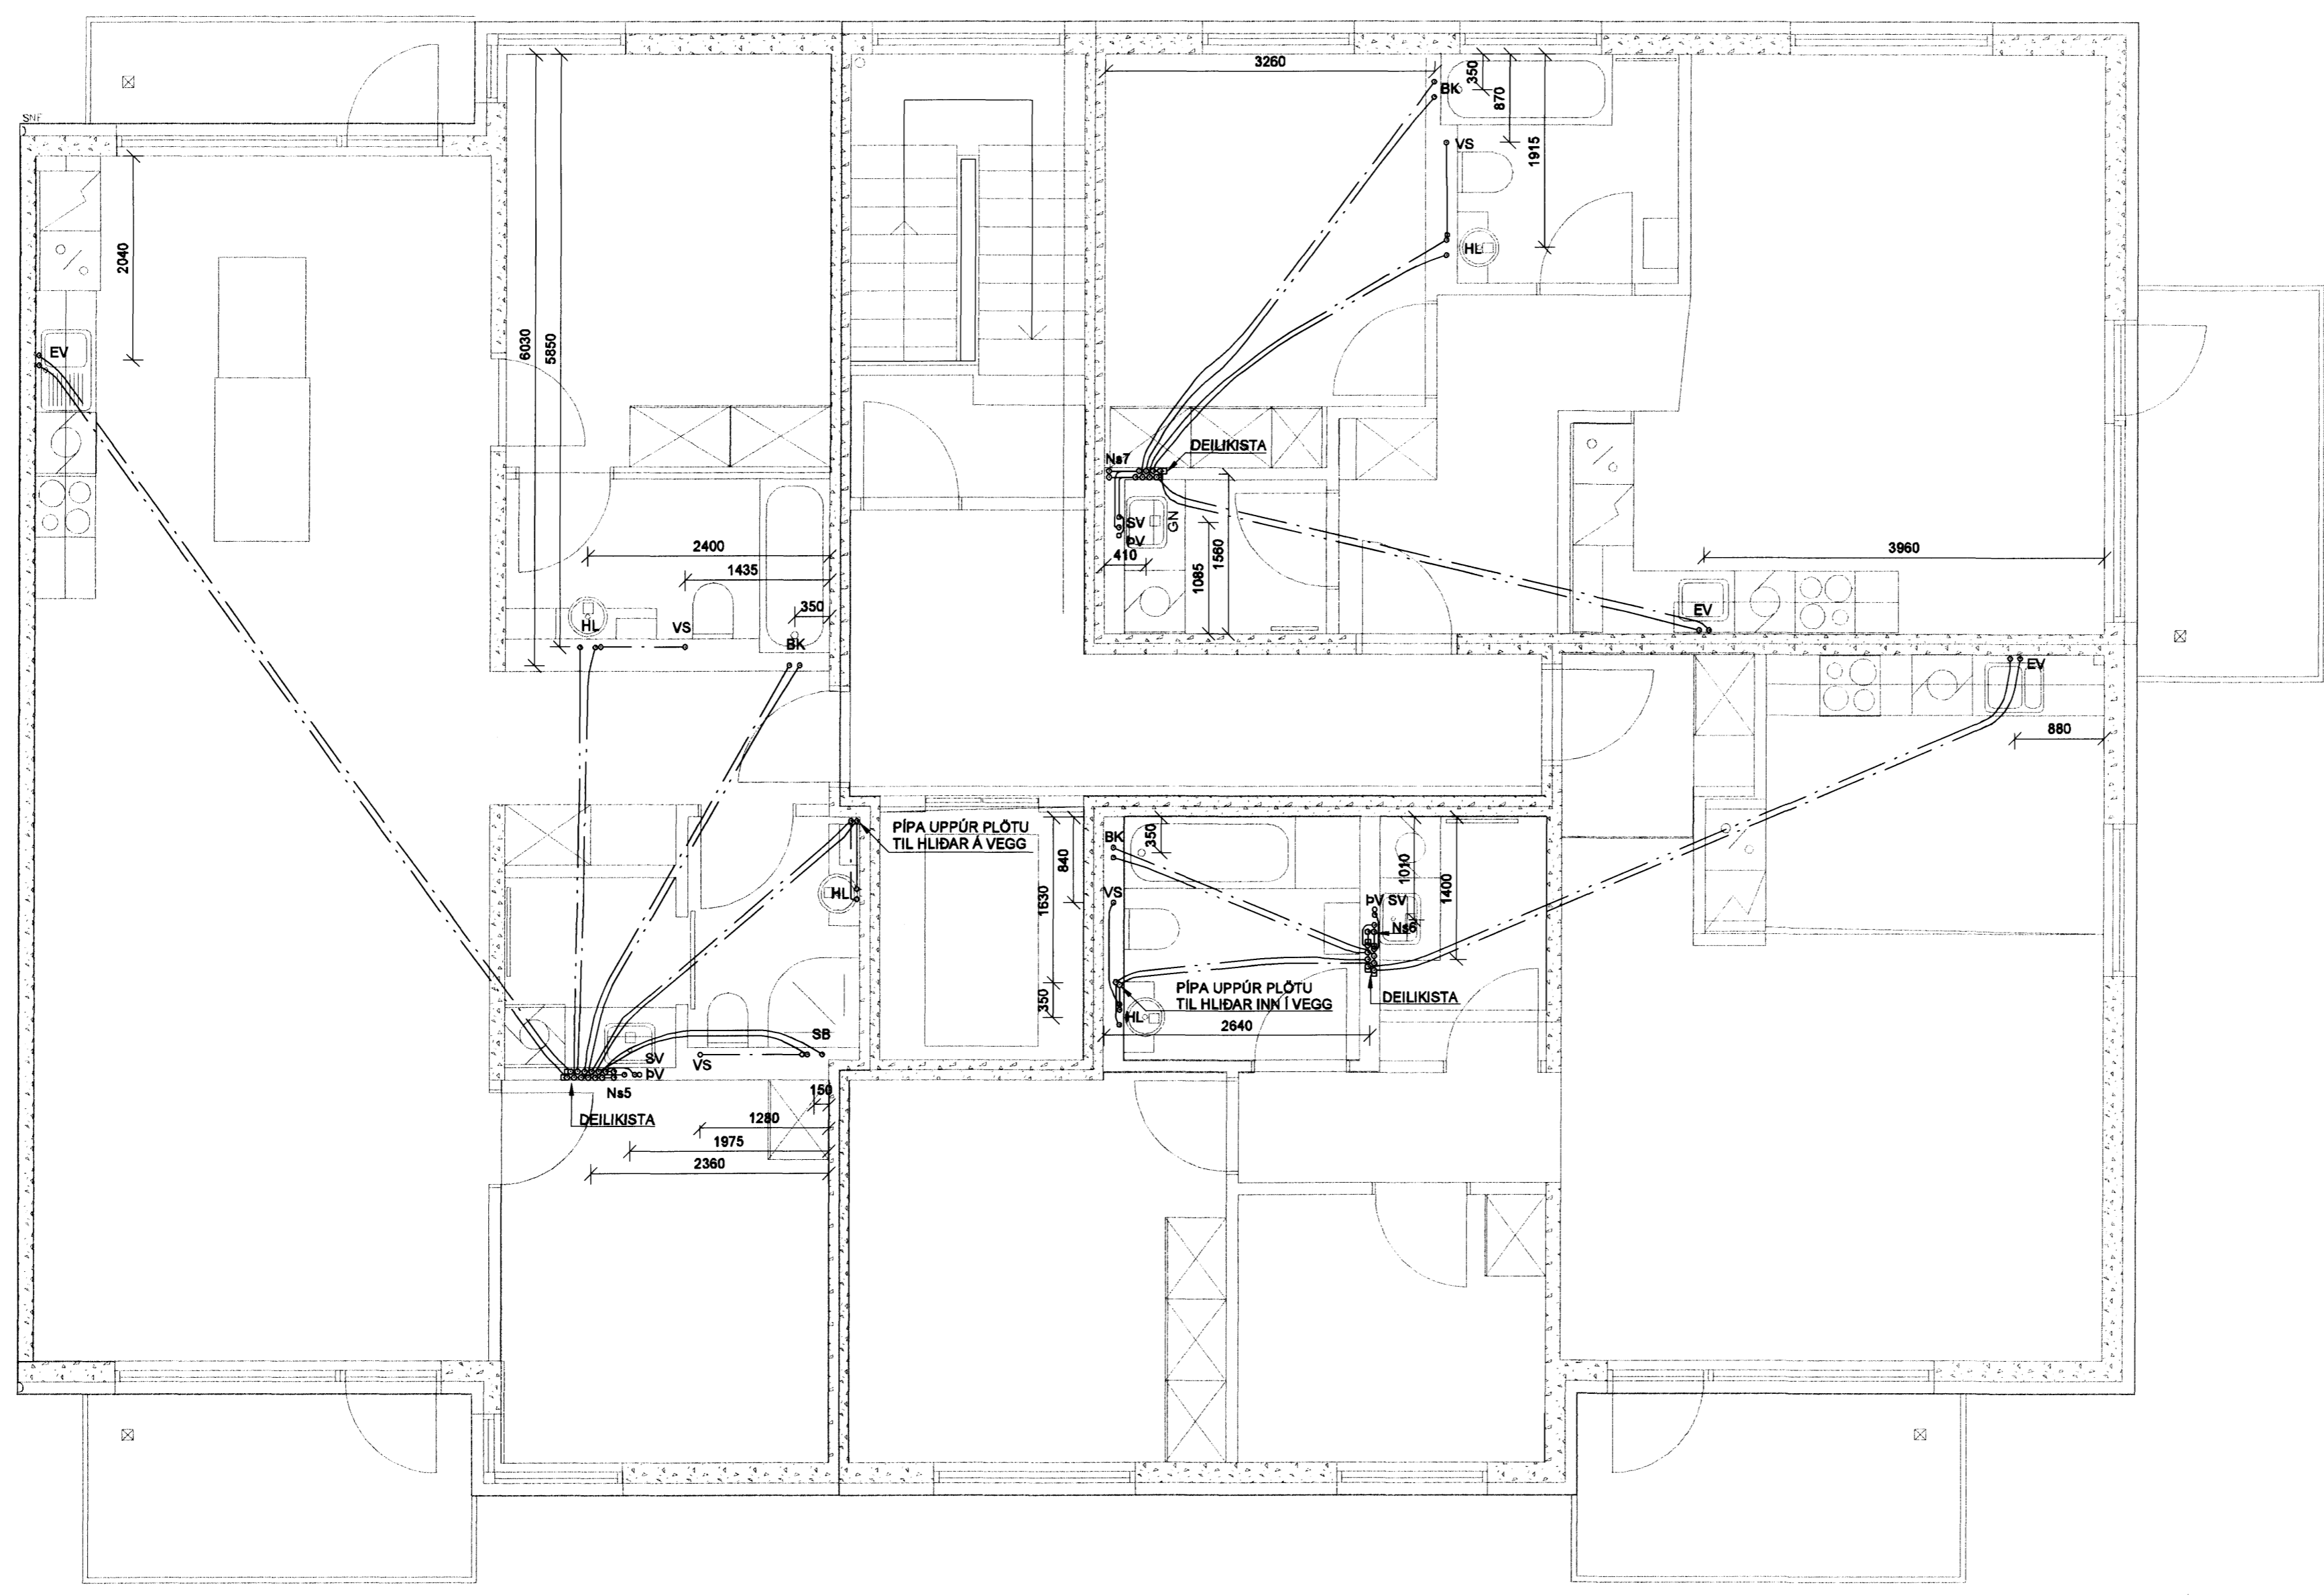 SNF
3260
350
BK
870
VS
1915
HL
2040
EV
6030
5850
DEILIKISTA
Ns7
SV
ÞV
GN
410
1085
1560
3960
EV
2400
1435
350
HL
VS
BK
EV
880
PÍPA UPPÚR PLÖTU
TIL HLIÐAR Á VEGG
HL
840
1630
350
BK
350
VS
1010
1400
ÞV SV
Ns6
PÍPA UPPÚR PLÖTU
TIL HLIÐAR INN Í VEGG
DEILIKISTA
HL
2640
SB
SV
VS
ÞV
Ns5
DEILIKISTA
150
1280
1975
2360